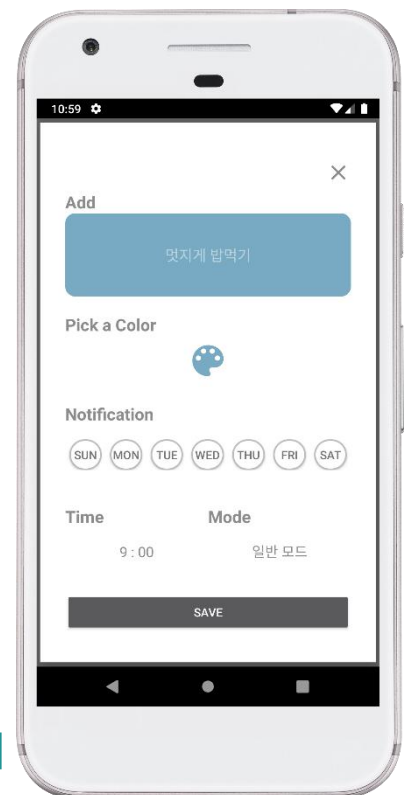 10:59
Add
멋지게 밥먹기
Pick a Color
Notification
SUN MON TUE WED THU FRI SAT
Time Mode
9 : 00 일반 모드
SAVE